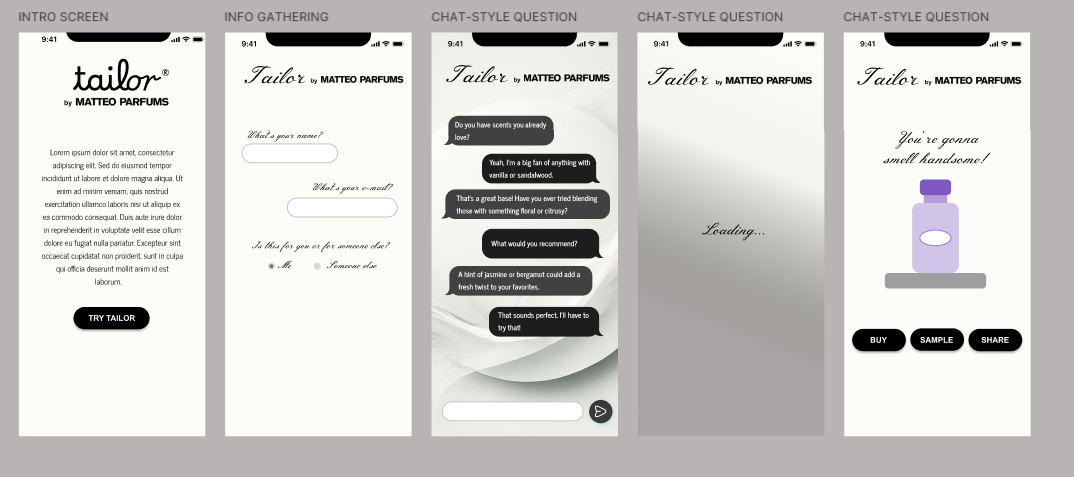 INTRO SCREEN
9:41
tailor®
by MATTEO PARFUMS
Lorem ipsum dolor sit amet, consectetur
adipiscing elit. Sed do eiusmod tempor
incididunt ut labore et dolore magna aliqua. Ut
enim ad minim veniam, quis nostrud
exercitation ullamco laboris nisi ut aliquip ex
ea commodo consequat. Duis aute irure dolor
in reprehenderit in voluptate velit esse cillum
dolore eu fugiat nulla pariatur. Excepteur sint
occaecat cupidatat non proident, sunt in culpa
qui officia deserunt mollit anim id est
laborum.
TRY TAILOR
INFO GATHERING
9:41
Tailor by MATTEO PARFUMS
What's your name?
What's your e-mail?
Is this for you or for someone else?
Me
Someone else
CHAT-STYLE QUESTION
9:41
Tailor by MATTEO PARFUMS
Do you have scents you already
love?
Yeah, I'm a big fan of anything with
vanilla or sandalwood.
That's a great base! Have you ever tried blending
those with something floral or citrusy?
What would you recommend?
A hint of jasmine or bergamot could add a
fresh twist to your favorites.
That sounds perfect. I'll have to
try that!
CHAT-STYLE QUESTION
9:41
Tailor by MATTEO PARFUMS
Loading...
CHAT-STYLE QUESTION
9:41
Tailor by MATTEO PARFUMS
You're gonna
smell handsome!
BUY
SAMPLE
SHARE